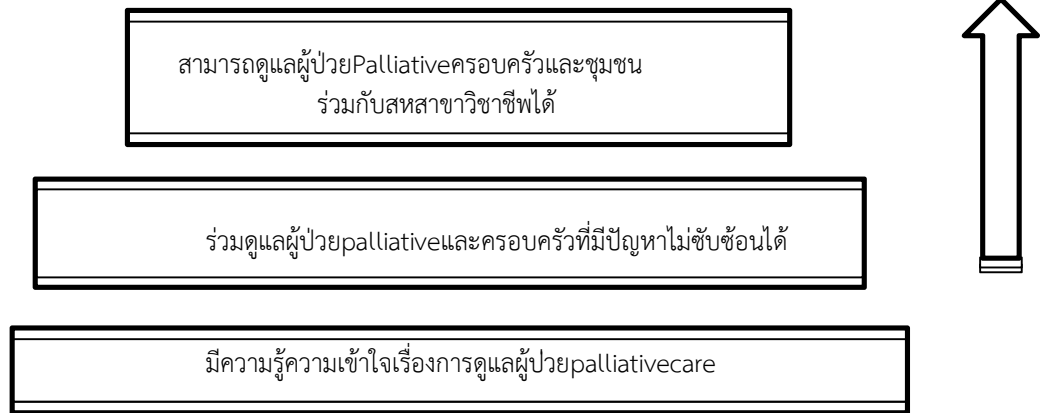 สามารถดูแลผู้ป่วยPalliativeครอบครัวและชุมชน
ร่วมกับสหสาขาวิชาชีพได้
ร่วมดูแลผู้ป่วยpalliativeและครอบครัวที่มีปัญหาไม่ซับซ้อนได้
มีความรู้ความเข้าใจเรื่องการดูแลผู้ป่วยpalliativecare